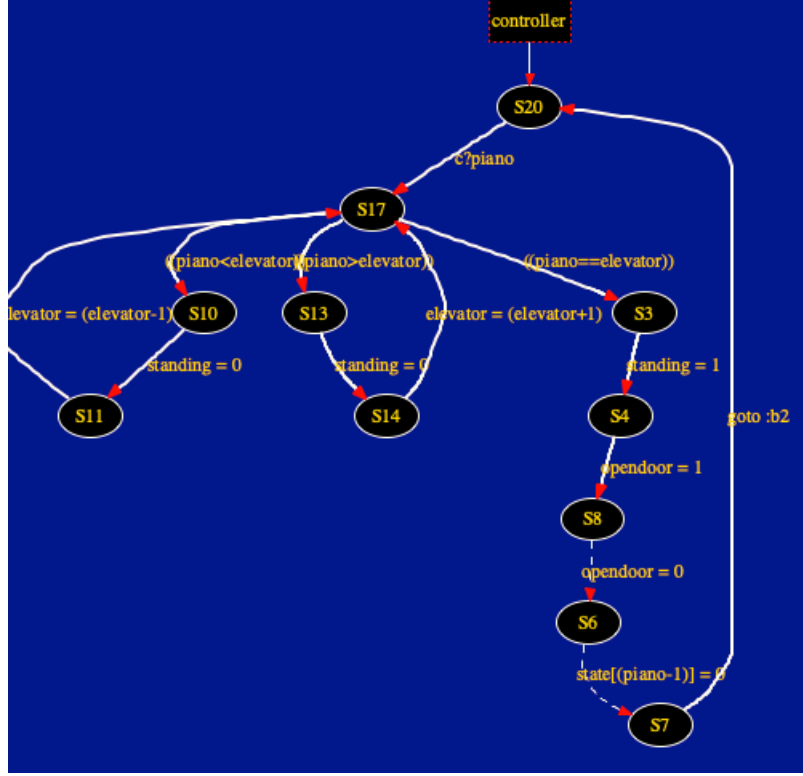 controller
S20
c?piano
S17
((piano<elevator))
((piano>elevator))
((piano==elevator))
levator = (elevator-1)
S10
S13
elevator = (elevator+1)
S3
standing = 0
standing = 0
standing = 1
S11
S14
S4
goto :b2
opendoor = 1
S8
opendoor = 0
S6
state[(piano-1)] = 0
S7